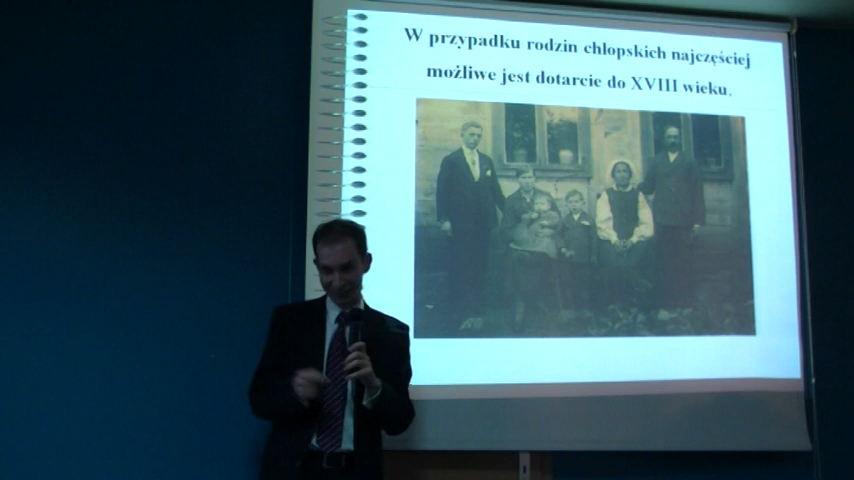 W przypadku rodzin chłopskich najczęściej
możliwe jest dotarcie do XVIII wieku.